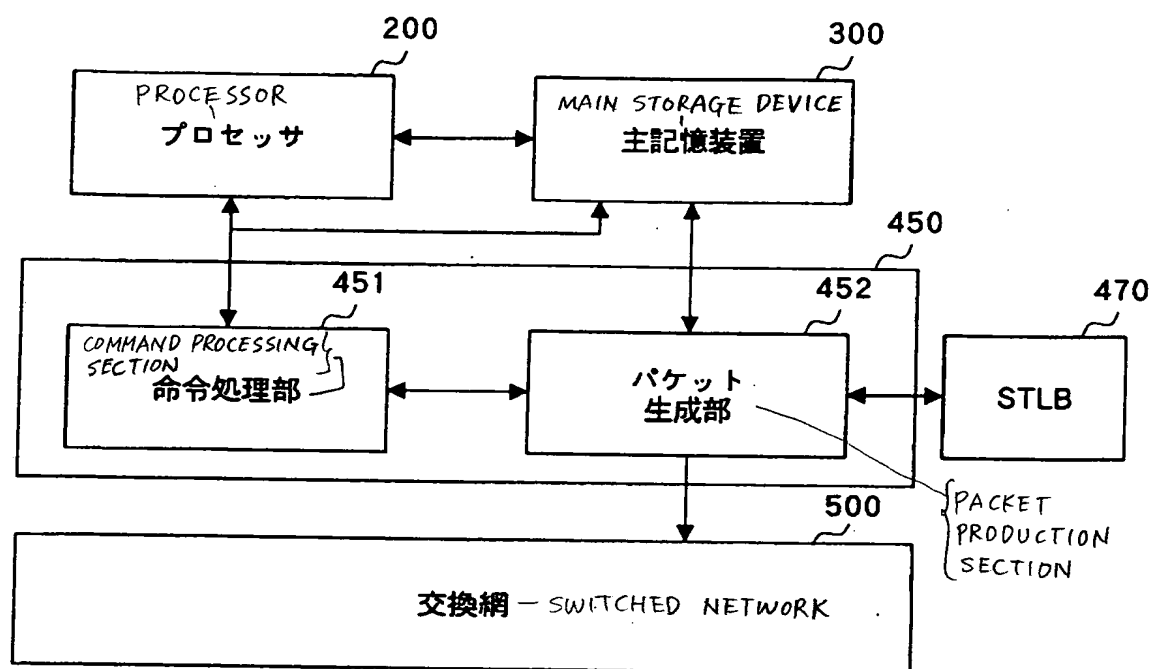 200
300
PROCESSOR
プロセッサ
MAIN STORAGE DEVICE
主記憶装置
450
451
452
470
COMMAND PROCESSING
SECTION
命令処理部
パケット
生成部
STLB
PACKET
PRODUCTION
SECTION
500
交換網 — SWITCHED NETWORK